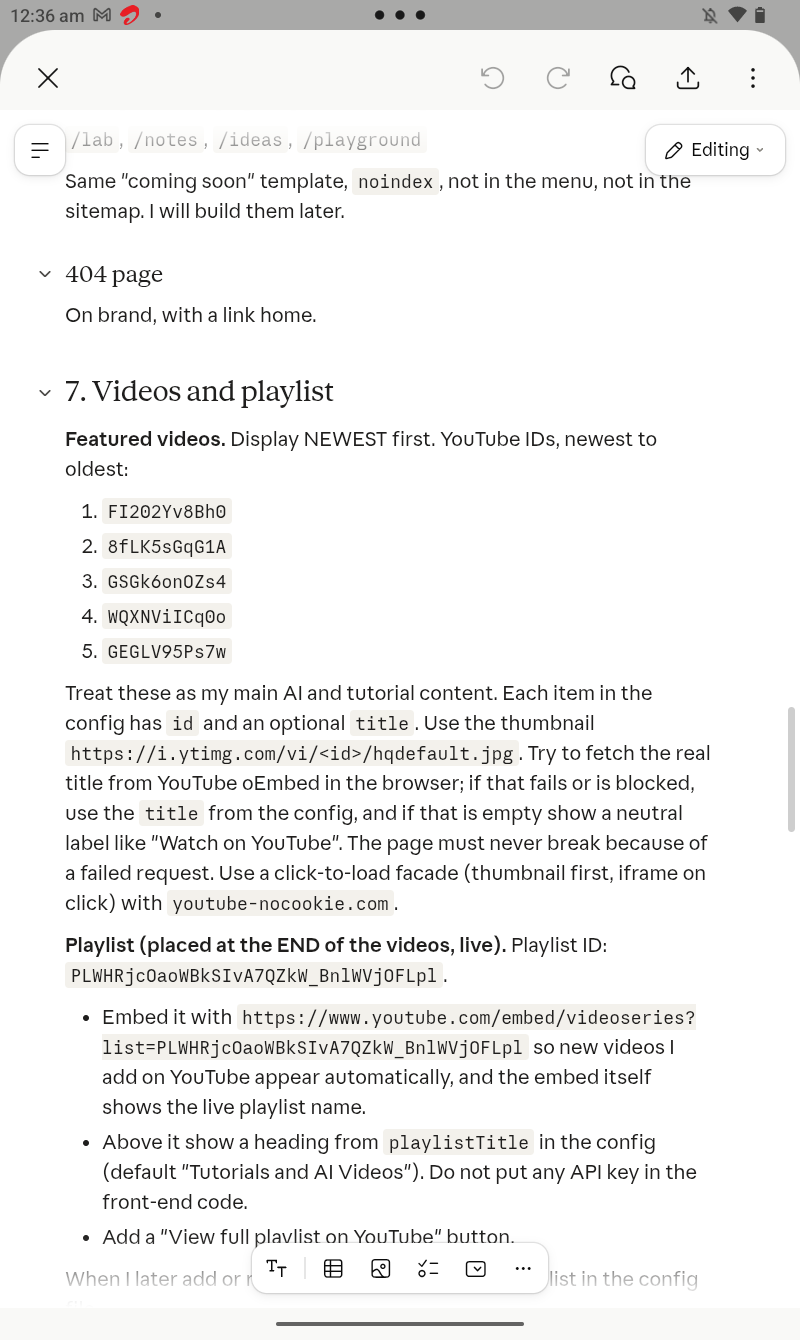 12:36 am
/lab, /notes, /ideas, /playground
Editing
Same "coming soon" template, noindex, not in the menu, not in the
sitemap. I will build them later.
404 page
On brand, with a link home.
7. Videos and playlist
Featured videos. Display NEWEST first. YouTube IDs, newest to
oldest:
1. FI202Yv8Bh0
2. 8fLK5sGqG1A
3. GSGk6onOZs4
4. WQXNViICq0o
5. GEGLV95Ps7w
Treat these as my main AI and tutorial content. Each item in the
config has id and an optional title. Use the thumbnail
https://i.ytimg.com/vi/<id>/hqdefault.jpg. Try to fetch the real
title from YouTube oEmbed in the browser; if that fails or is blocked,
use the title from the config, and if that is empty show a neutral
label like "Watch on YouTube". The page must never break because of
a failed request. Use a click-to-load facade (thumbnail first, iframe on
click) with youtube-nocookie.com.
Playlist (placed at the END of the videos, live). Playlist ID:
PLWHRjcOaoWBkSIvA7QZkW_BnlWVjOFLpl.
• Embed it with https://www.youtube.com/embed/videoseries?
list=PLWHRjcOaoWBkSIvA7QZkW_BnlWVjOFLpl so new videos I
add on YouTube appear automatically, and the embed itself
shows the live playlist name.
• Above it show a heading from playlistTitle in the config
(default "Tutorials and AI Videos"). Do not put any API key in the
front-end code.
• Add a "View full playlist on YouTube" button.
When I later add or list in the config